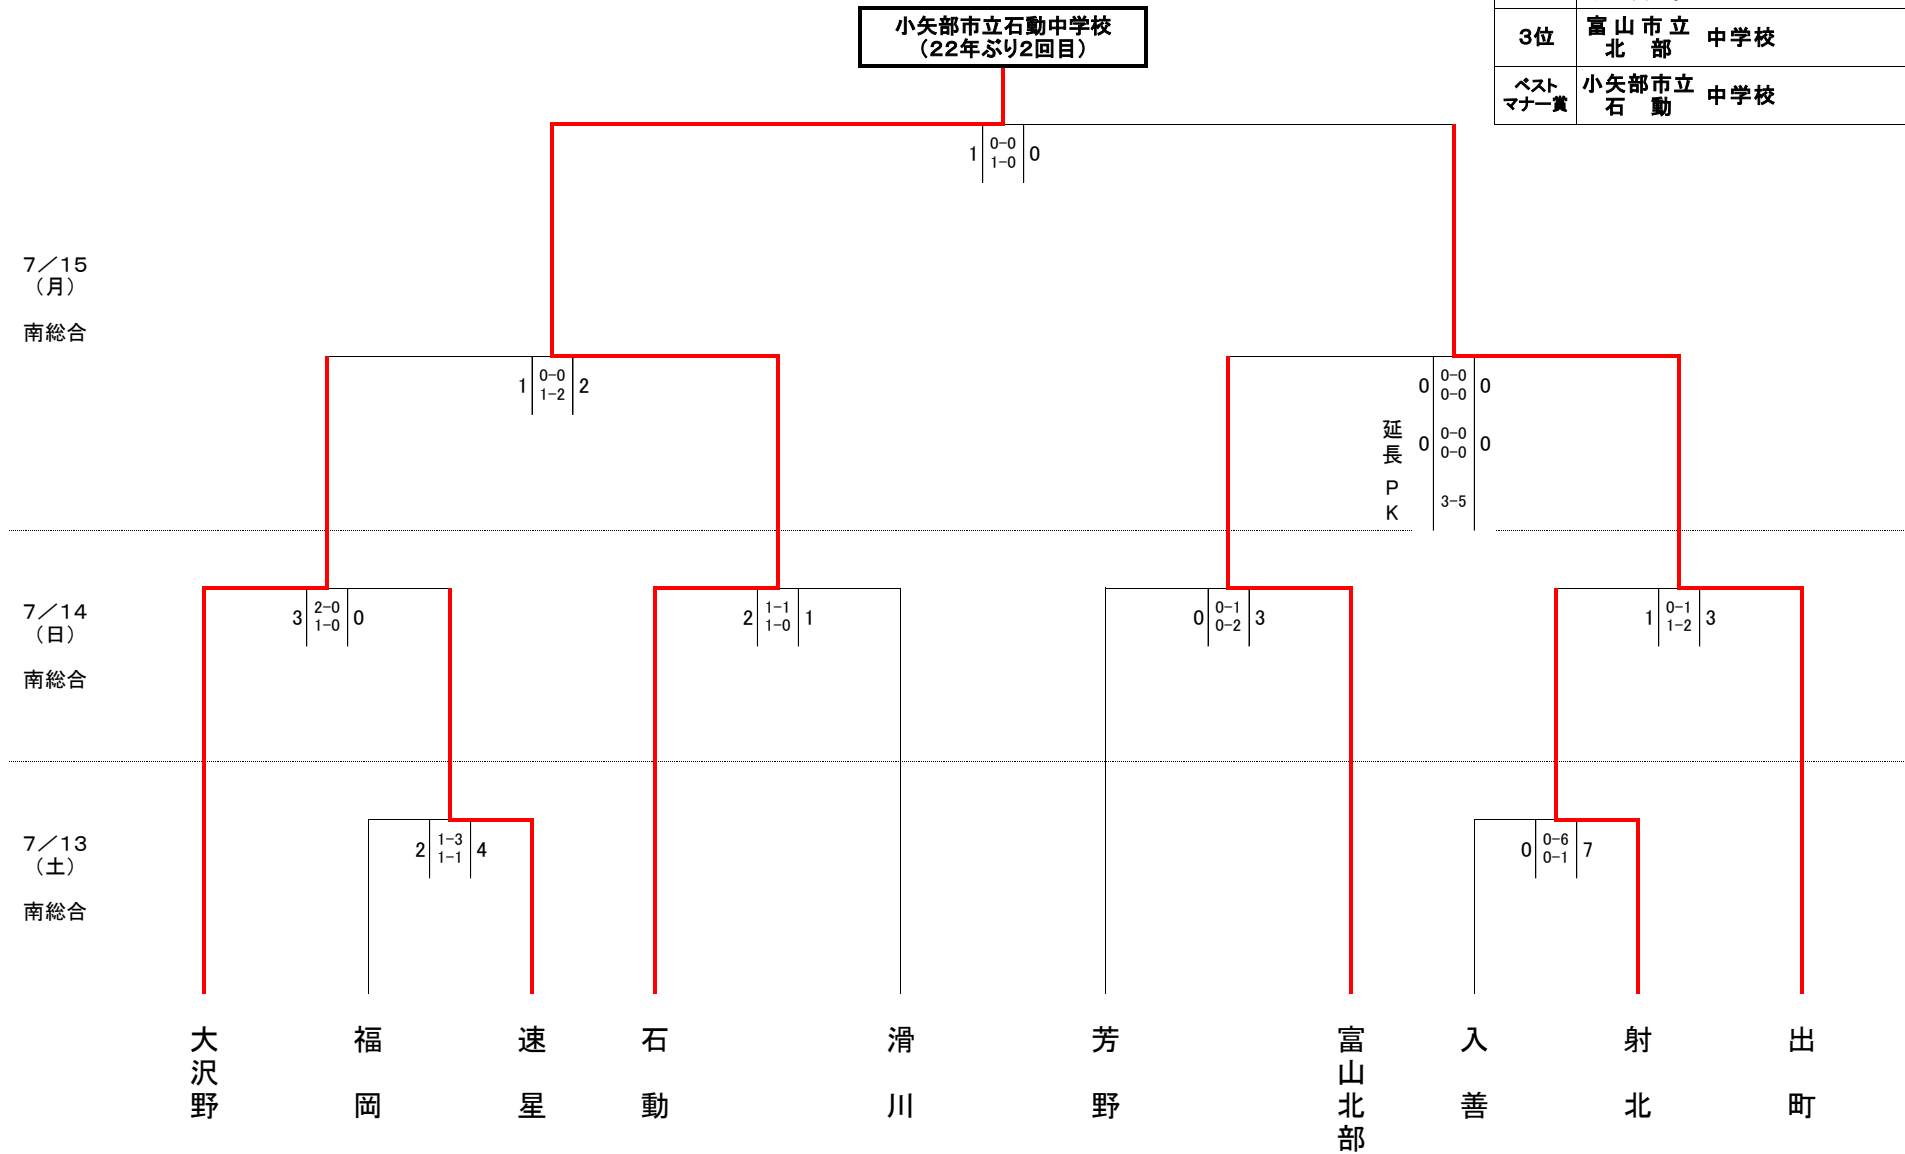 小矢部市立石動中学校
（２２年ぶり２回目）
３位 富山市立北部 中学校
ベストマナー賞 小矢部市立石動 中学校
1 0-0 0
1-0
７／１５
（月）
南総合
1 0-0 2
1-2
0 0-0 0
0-0
延長 0 0-0 0
0-0
ＰＫ 3-5
７／１４
（日）
南総合
3 2-0 0
1-0
2 1-1 1
1-0
0 0-1 3
0-2
1 0-1 3
1-2
７／１３
（土）
南総合
2 1-3 4
1-1
0 0-6 7
0-1
大沢野
福岡
速星
石動
滑川
芳野
富山北部
入善
射北
出町